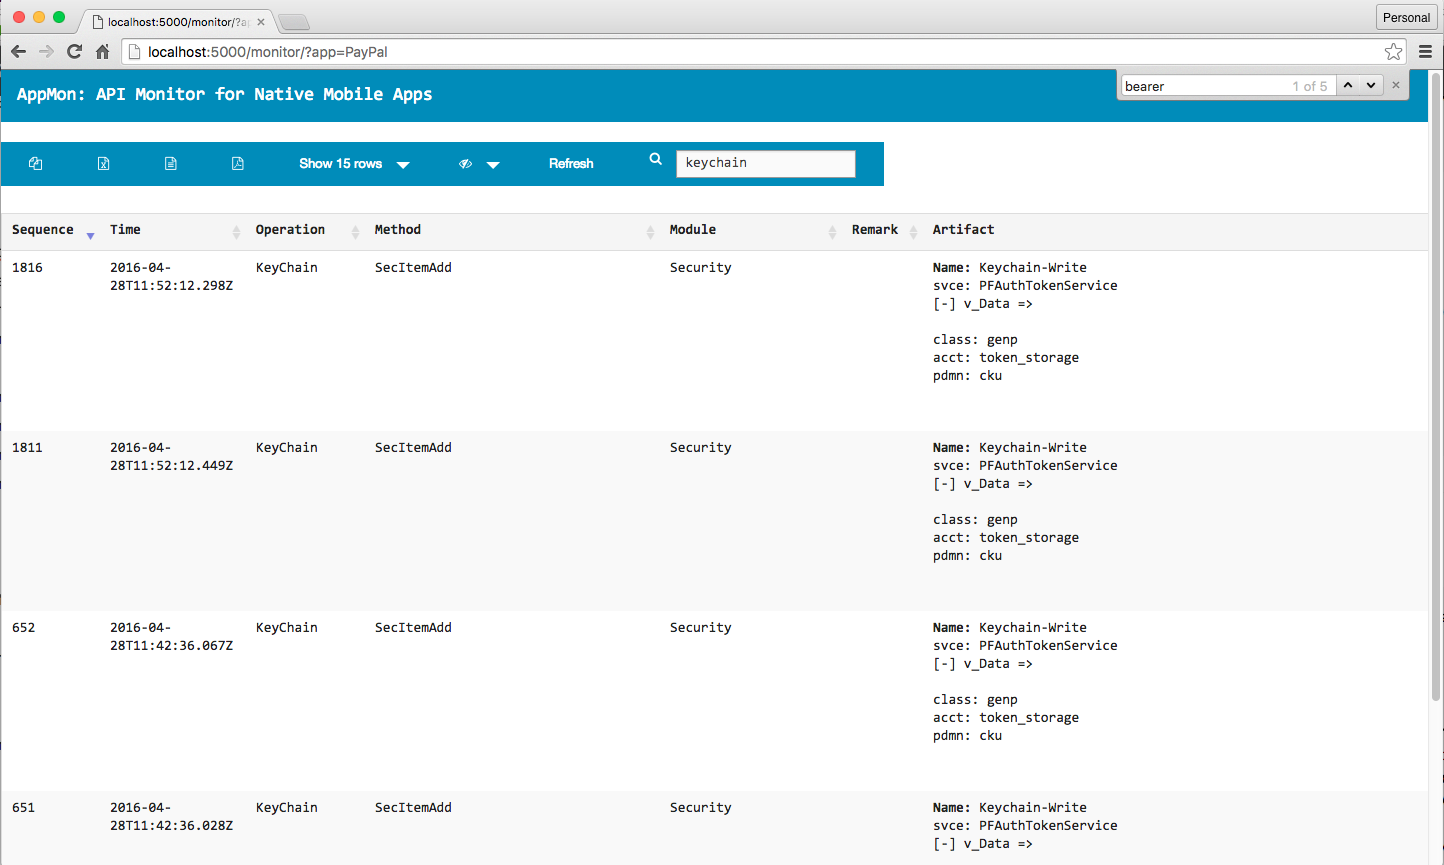 localhost:5000/monitor/?ap
Personal
localhost:5000/monitor/?app=PayPal
bearer 1 of 5
AppMon: API Monitor for Native Mobile Apps
Show 15 rows Refresh keychain
Sequence Time Operation Method Module Remark Artifact
1816 2016-04- KeyChain SecItemAdd Security Name: Keychain-Write
28T11:52:12.298Z svce: PFAuthTokenService
[-] v_Data =>
class: genp
acct: token_storage
pdmn: cku
1811 2016-04- KeyChain SecItemAdd Security Name: Keychain-Write
28T11:52:12.449Z svce: PFAuthTokenService
[-] v_Data =>
class: genp
acct: token_storage
pdmn: cku
652 2016-04- KeyChain SecItemAdd Security Name: Keychain-Write
28T11:42:36.067Z svce: PFAuthTokenService
[-] v_Data =>
class: genp
acct: token_storage
pdmn: cku
651 2016-04- KeyChain SecItemAdd Security Name: Keychain-Write
28T11:42:36.028Z svce: PFAuthTokenService
[-] v_Data =>